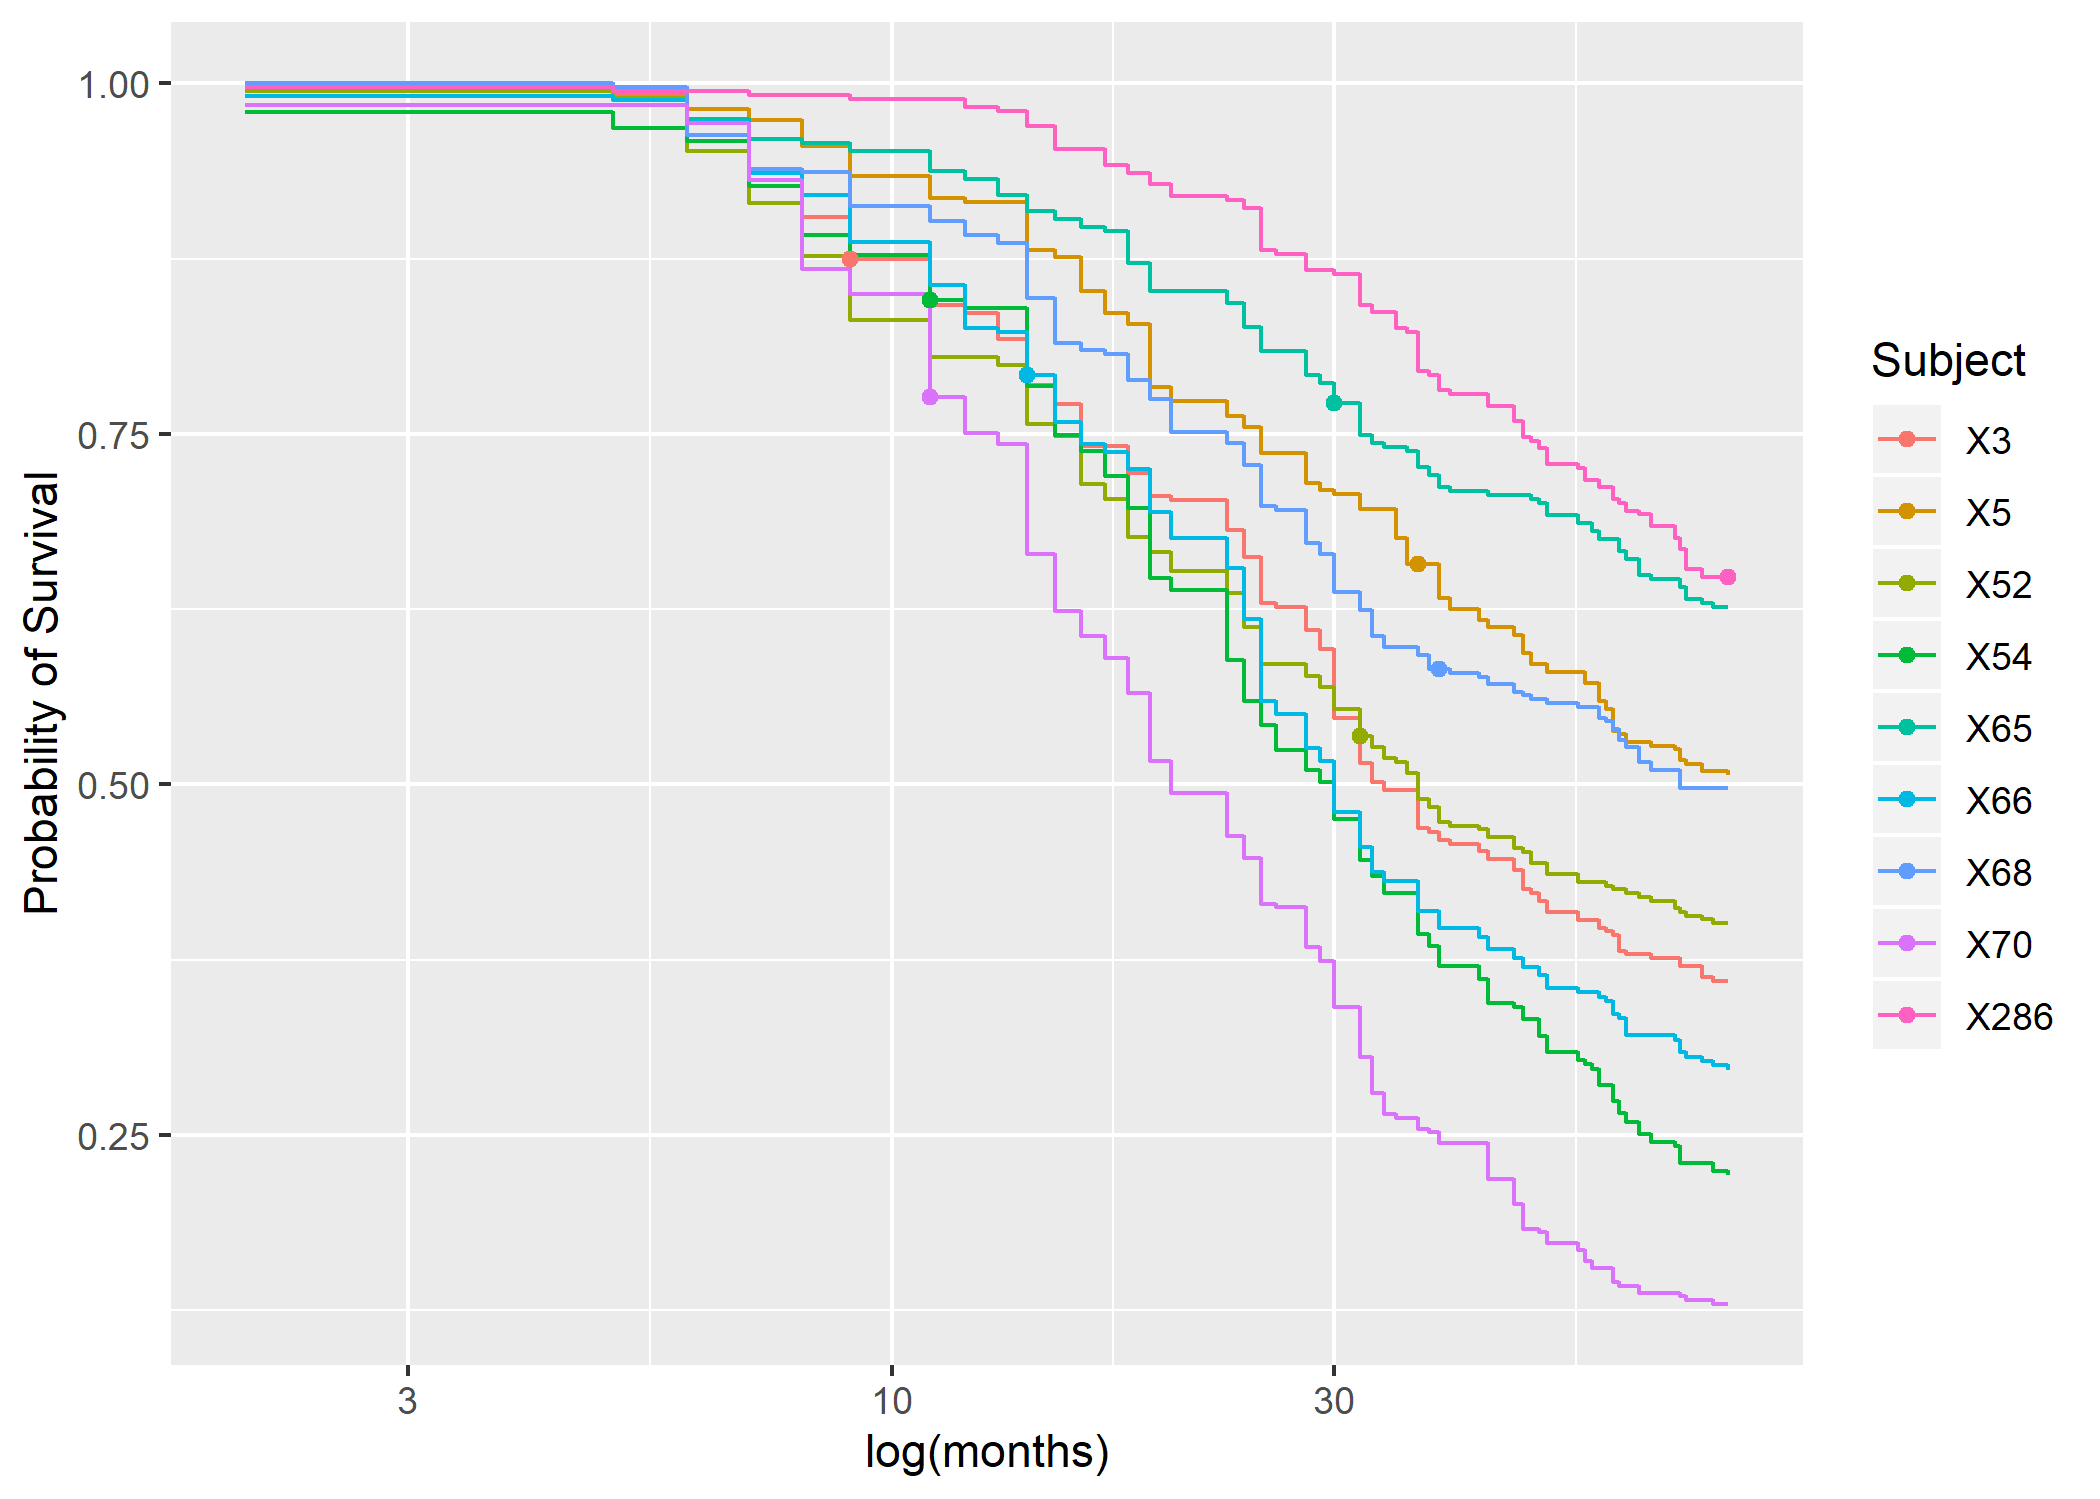 1.00
0.75
0.50
0.25
Probability of Survival
3 10 30
log(months)
Subject
X3
X5
X52
X54
X65
X66
X68
X70
X286